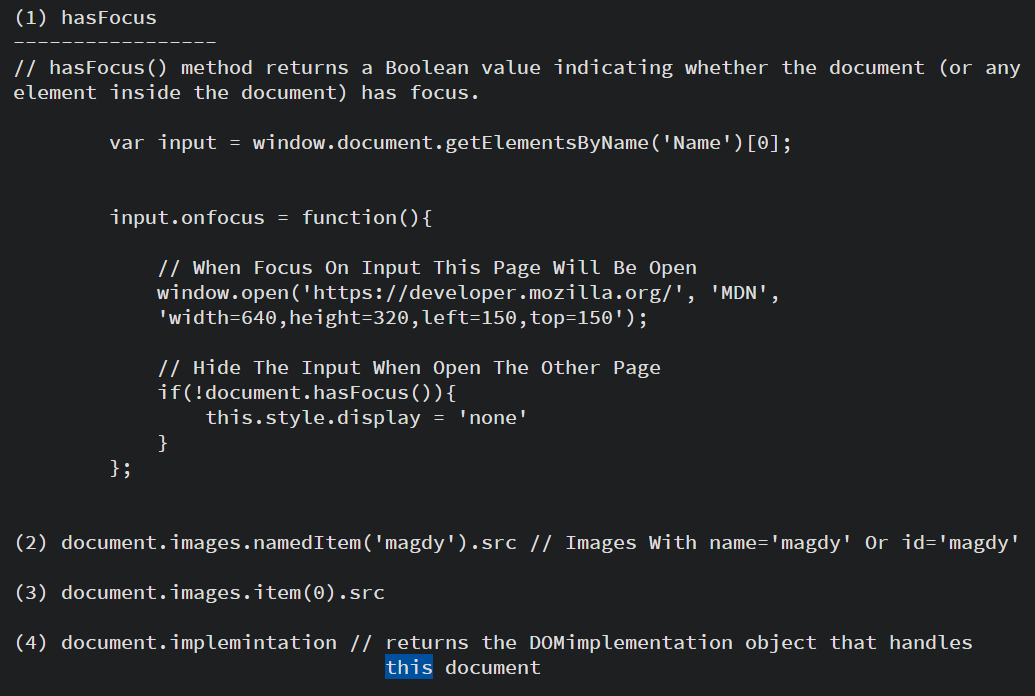 (1) hasFocus
-----------------
// hasFocus() method returns a Boolean value indicating whether the document (or any
element inside the document) has focus.
var input = window.document.getElementsByName('Name')[0];
input.onfocus = function(){
// When Focus On Input This Page Will Be Open
window.open('https://developer.mozilla.org/', 'MDN',
'width=640,height=320,left=150,top=150');
// Hide The Input When Open The Other Page
if(!document.hasFocus()){
this.style.display = 'none'
}
};
(2) document.images.namedItem('magdy').src // Images With name='magdy' Or id='magdy'
(3) document.images.item(0).src
(4) document.implemintation // returns the DOMimplementation object that handles
this document